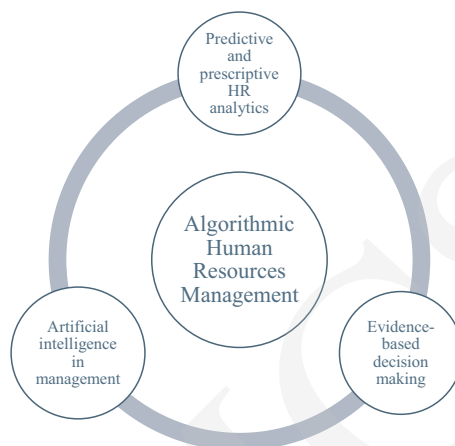 Predictive
and
prescriptive
HR
analytics
Algorithmic
Human
Resources
Management
Artificial
intelligence
in
management
Evidence-
based
decision
making